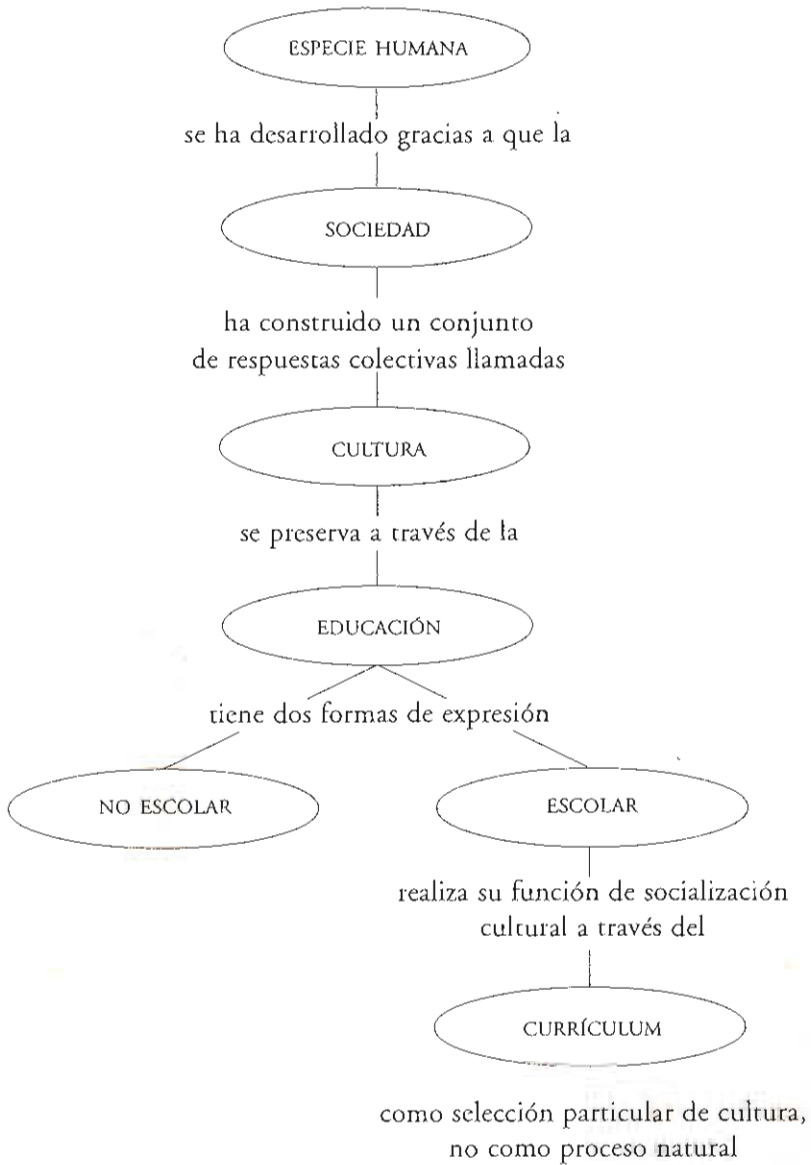 ESPECIE HUMANA
se ha desarrollado gracias a que la
SOCIEDAD
ha construido un conjunto
de respuestas colectivas llamadas
CULTURA
se preserva a través de la
EDUCACIÓN
tiene dos formas de expresión
NO ESCOLAR
ESCOLAR
realiza su función de socialización
cultural a través del
CURRÍCULUM
como selección particular de cultura,
no como proceso natural